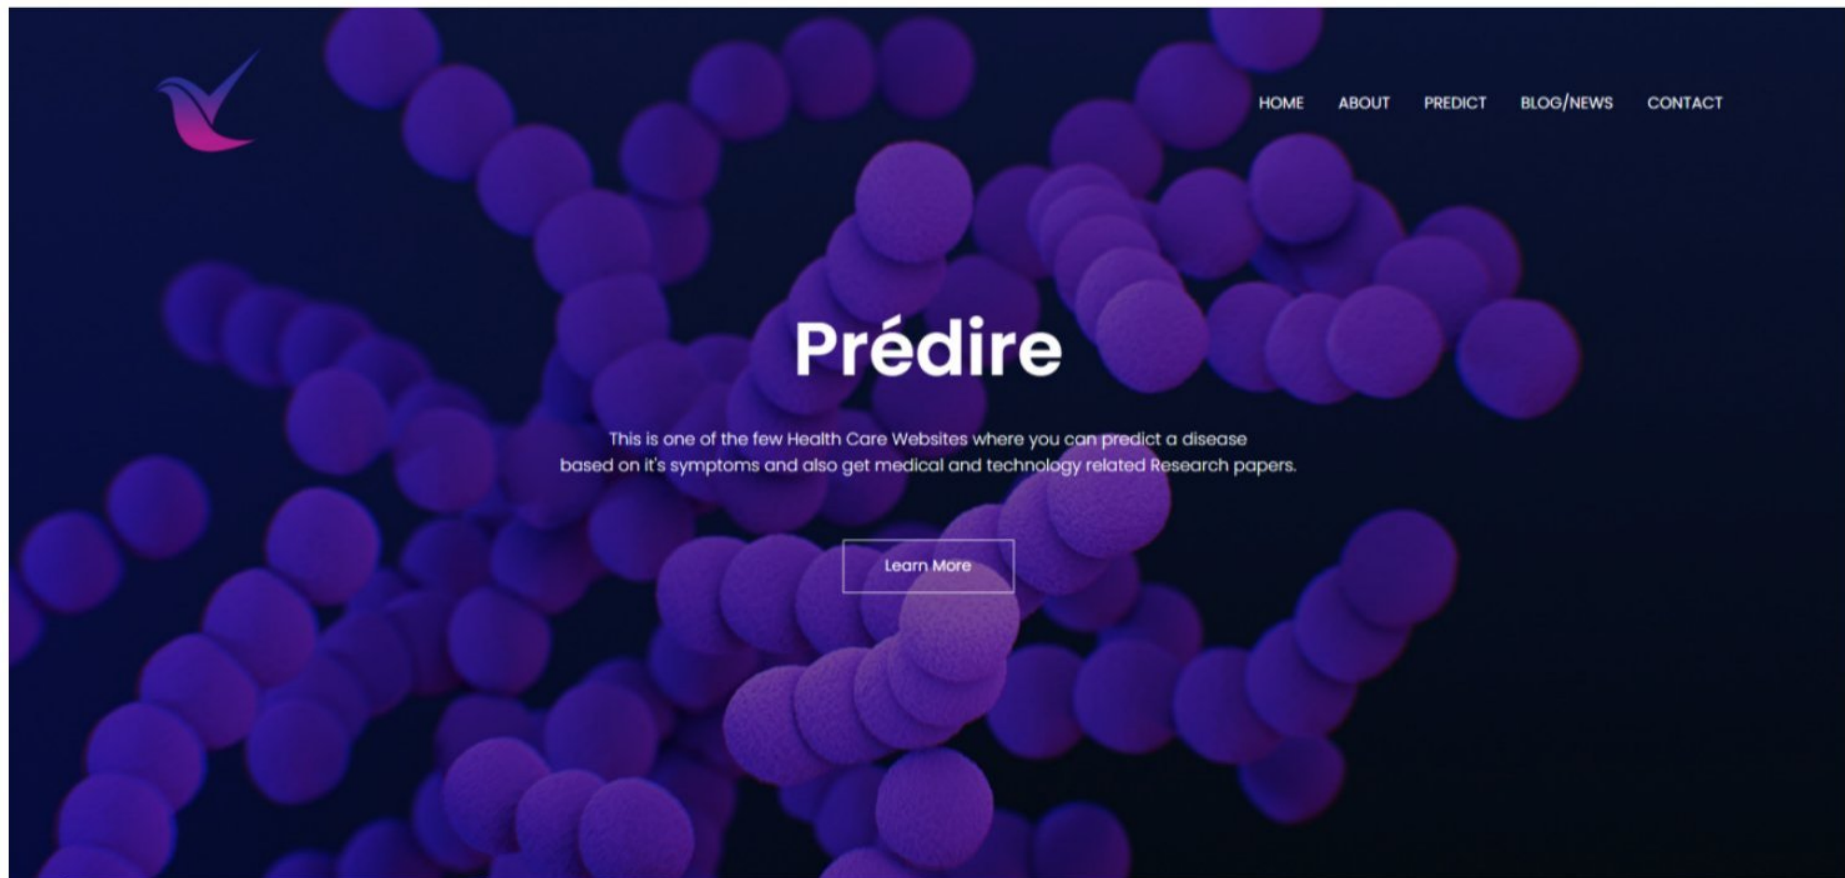 HOME ABOUT PREDICT BLOG/NEWS CONTACT
Prédire
This is one of the few Health Care Websites where you can predict a disease
based on it's symptoms and also get medical and technology related Research papers.
Learn More